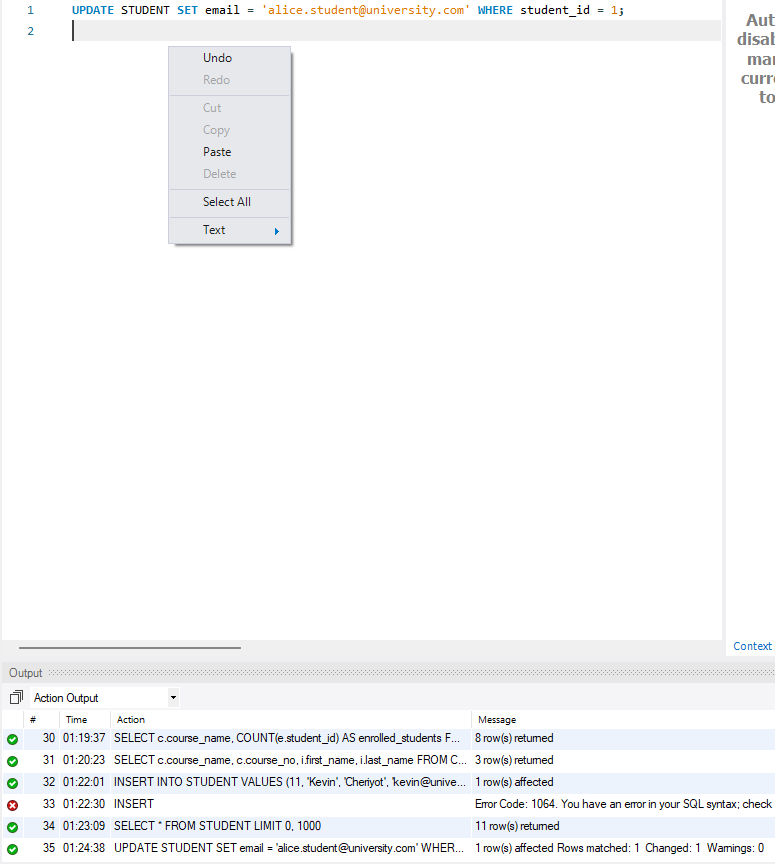 1 UPDATE STUDENT SET email = 'alice.student@university.com' WHERE student_id = 1;
2
Undo
Redo
Cut
Copy
Paste
Delete
Select All
Text
Aut
disab
mar
curre
to
Context
Output
Action Output
# Time Action Message
30 01:19:37 SELECT c.course_name, COUNT(e.student_id) AS enrolled_students F... 8 row(s) returned
31 01:20:23 SELECT c.course_name, c.course_no, i.first_name, i.last_name FROM C... 3 row(s) returned
32 01:22:01 INSERT INTO STUDENT VALUES (11, 'Kevin', 'Cheriyot', 'kevin@unive... 1 row(s) affected
33 01:22:30 INSERT Error Code: 1064. You have an error in your SQL syntax; check
34 01:23:09 SELECT * FROM STUDENT LIMIT 0, 1000 11 row(s) returned
35 01:24:38 UPDATE STUDENT SET email = 'alice.student@university.com' WHER... 1 row(s) affected Rows matched: 1 Changed: 1 Warnings: 0